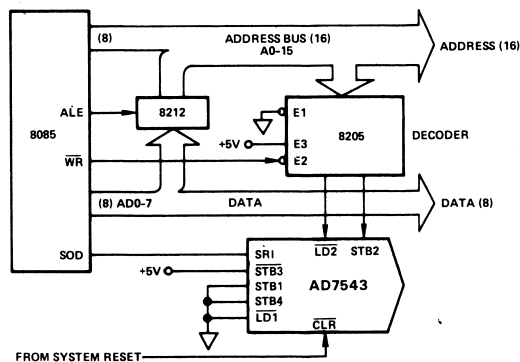 (8)
ADDRESS BUS (16)
A0-15
ADDRESS (16)
ALE
8212
8085
E1
+5V
E3
8205
DECODER
WR
E2
(8) AD0-7
DATA
DATA (8)
LD2
STB2
SOD
SRI
+5V
STB3
STB1
AD7543
STB4
LD1
CLR
FROM SYSTEM RESET